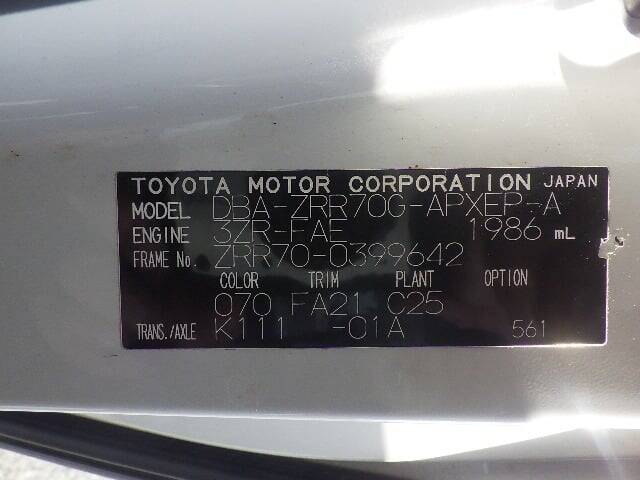 TOYOTA MOTOR CORPORATION JAPAN
MODEL DBA-ZRR70G-APXEP-A
ENGINE 3ZR-FAE 1986 mL
FRAME No. ZRR70-0399642
COLOR TRIM PLANT OPTION
070 FA21 C25
TRANS./AXLE K111 -01A 561